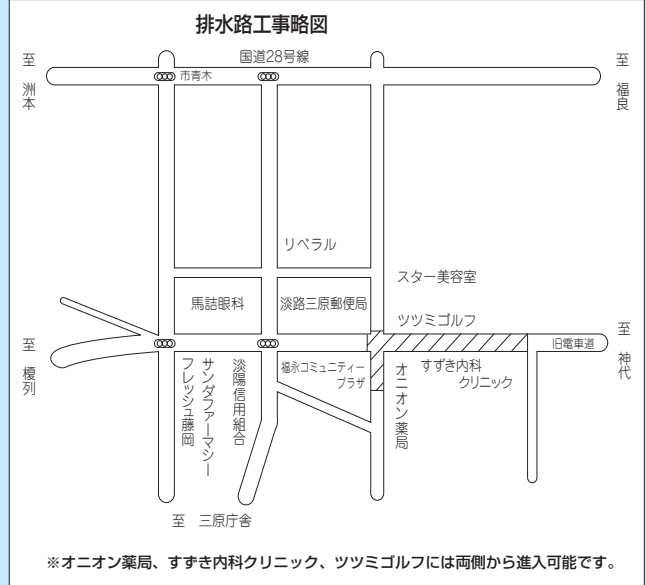 排水路工事略図
国道28号線
至 洲本
市青木
至 福良
リベラル
スター美容室
馬詰眼科
淡路三原郵便局
ツツミゴルフ
至 榎列
旧電車道
至 神代
フレッシュ藤岡
サンダファーマシー
淡陽信用組合
福永コミュニティー
プラザ
オニオン薬局
すずき内科
クリニック
至 三原庁舎
※オニオン薬局、すずき内科クリニック、ツツミゴルフには両側から進入可能です。